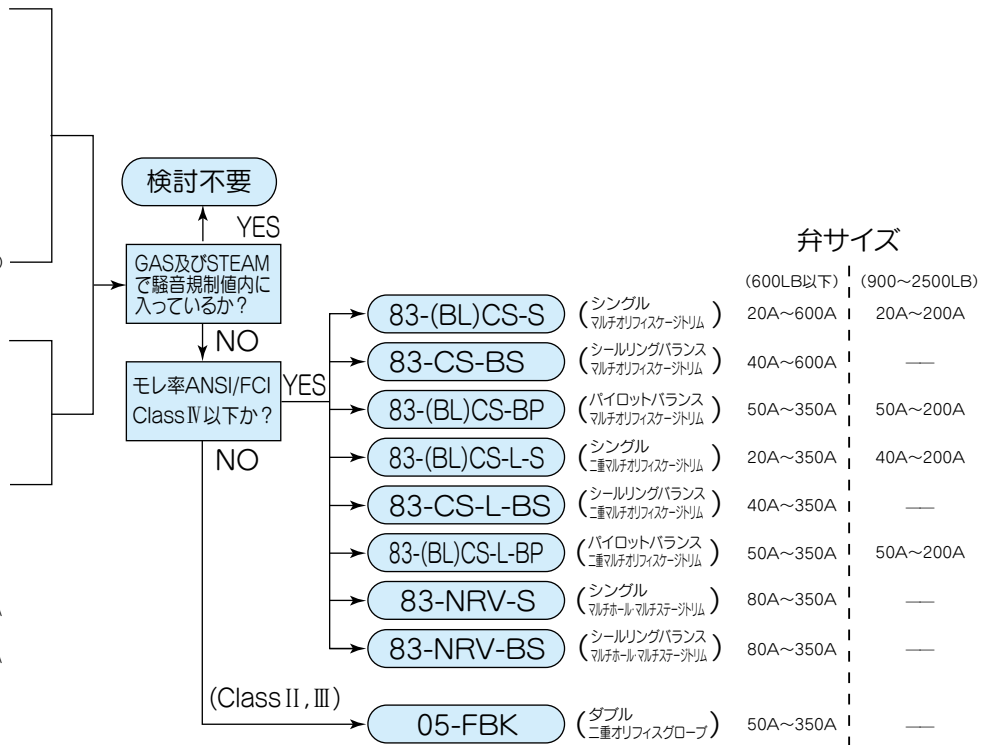 検討不要
YES
GAS及びSTEAM
で騒音規制値内に
入っているか？
NO
モレ率ANSI/FCI
ClassⅣ以下か？
YES
NO
(ClassⅡ,Ⅲ)
弁サイズ
(600LB以下) (900～2500LB)
83-(BL)CS-S (シングル マルチオリフィスケージトリム) 20A～600A 20A～200A
83-CS-BS (シールリングバランス マルチオリフィスケージトリム) 40A～600A ——
83-(BL)CS-BP (パイロットバランス マルチオリフィスケージトリム) 50A～350A 50A～200A
83-(BL)CS-L-S (シングル 二重マルチオリフィスケージトリム) 20A～350A 40A～200A
83-CS-L-BS (シールリングバランス 二重マルチオリフィスケージトリム) 40A～350A ——
83-(BL)CS-L-BP (パイロットバランス 二重マルチオリフィスケージトリム) 50A～350A 50A～200A
83-NRV-S (シングル マルチホール・マルチステージトリム) 80A～350A ——
83-NRV-BS (シールリングバランス マルチホール・マルチステージトリム) 80A～350A ——
05-FBK (ダブル 二重オリフィスグローブ) 50A～350A ——